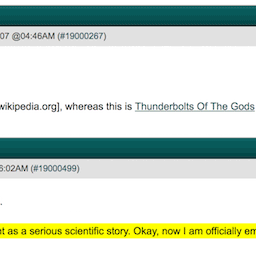 07 @04:46AM (#19000267)
wikipedia.org], whereas this is Thunderbolts Of The Gods
6:02AM (#19000499)
.
t as a serious scientific story. Okay, now I am officially em